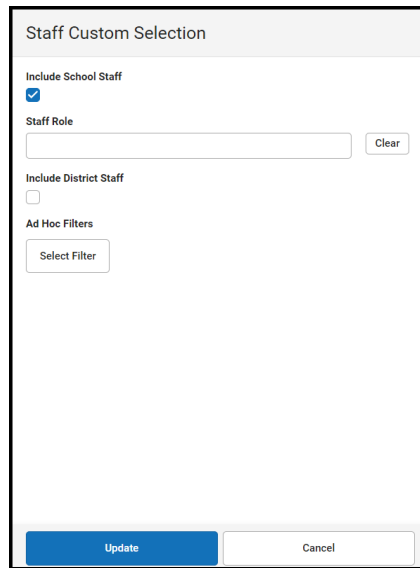 Staff Custom Selection
Include School Staff
Staff Role
Clear
Include District Staff
Ad Hoc Filters
Select Filter
Update
Cancel